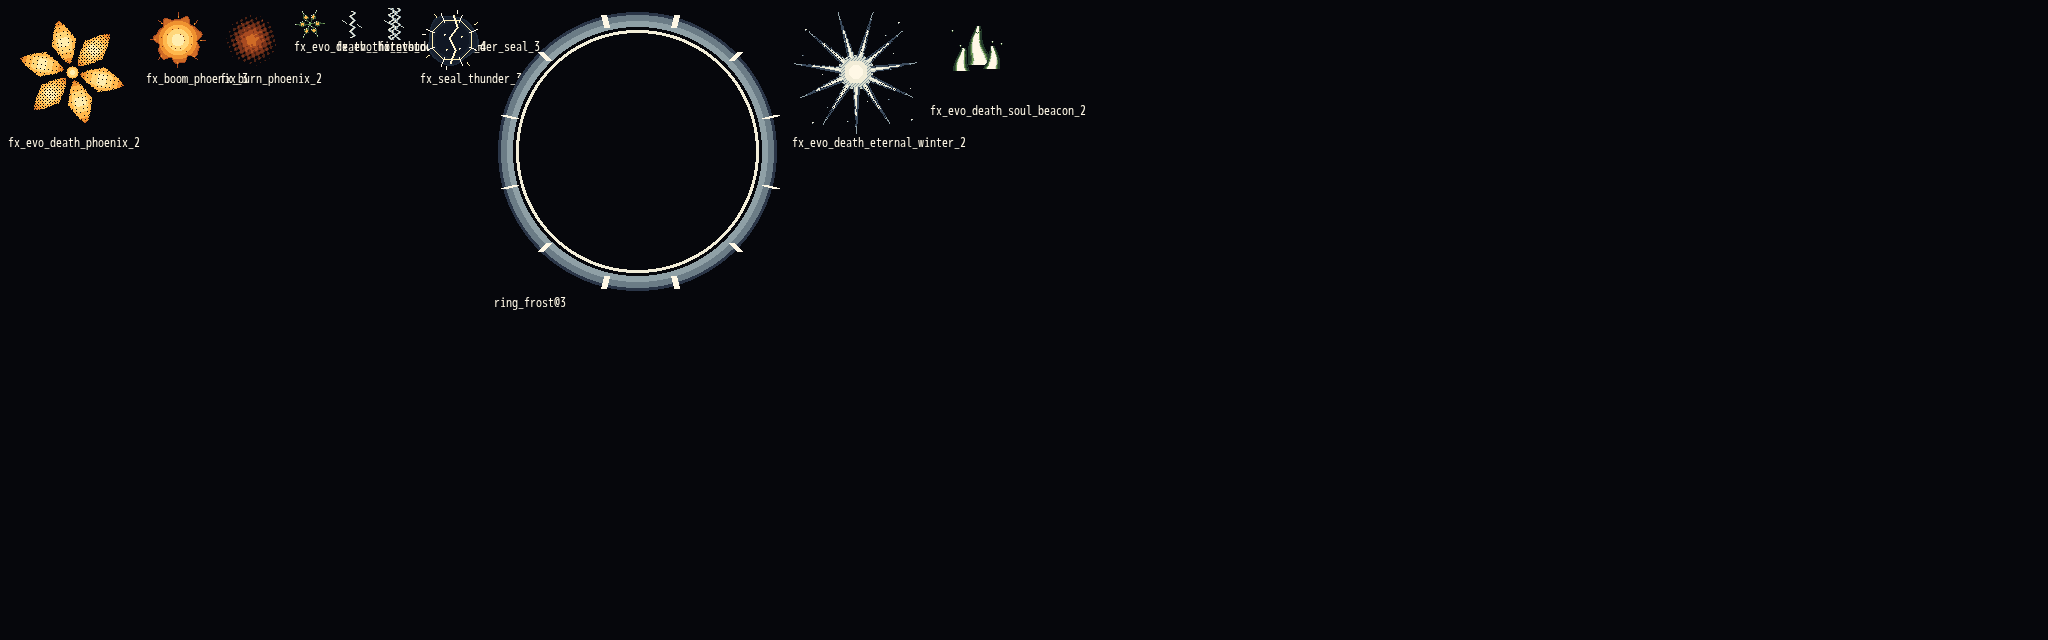 fx_boom_phoenix_3
fx_burn_phoenix_2
fx_seal_thunder_3
fx_evo_death_soul_beacon_2
fx_evo_death_phoenix_2
fx_evo_death_eternal_winter_2
ring_frost@3